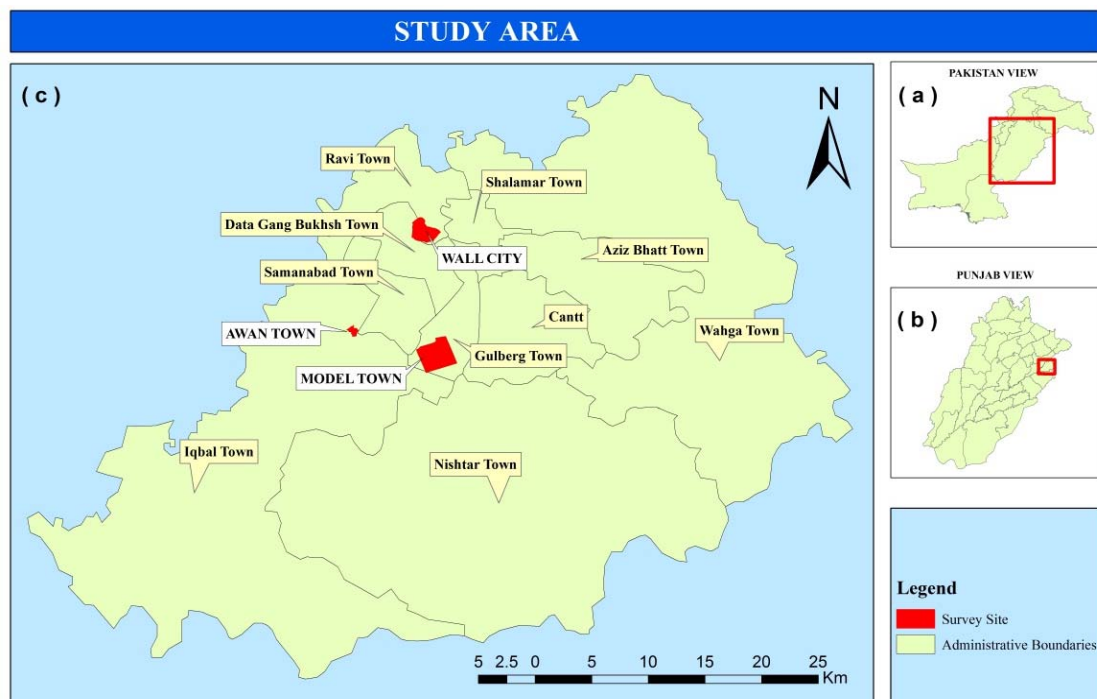 STUDY AREA
( c )
N
Ravi Town
Shalamar Town
Data Gang Bukhsh Town
WALL CITY
Aziz Bhatt Town
Samanabad Town
Cantt
AWAN TOWN
Wahga Town
Gulberg Town
MODEL TOWN
Iqbal Town
Nishtar Town
5 2.5 0 5 10 15 20 25
Km
PAKISTAN VIEW
( a )
PUNJAB VIEW
( b )
Legend
Survey Site
Administrative Boundaries